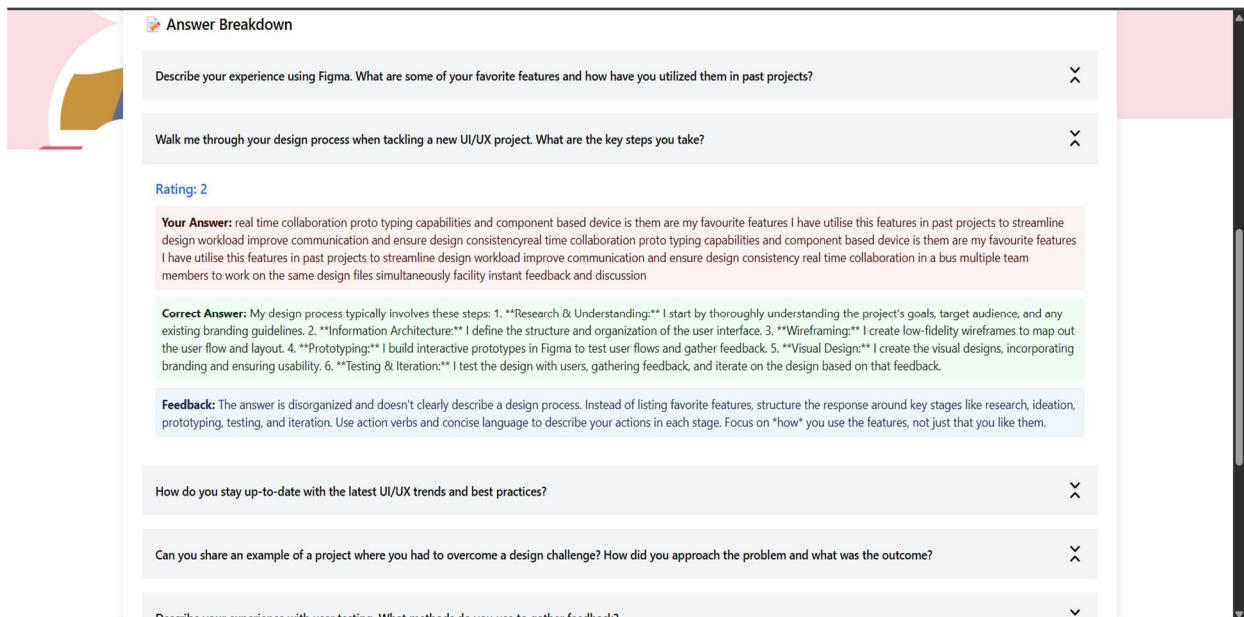 📝 Answer Breakdown
Describe your experience using Figma. What are some of your favorite features and how have you utilized them in past projects?
Walk me through your design process when tackling a new UI/UX project. What are the key steps you take?
Rating: 2
Your Answer: real time collaboration proto typing capabilities and component based device is them are my favourite features I have utilise this features in past projects to streamline
design workload improve communication and ensure design consistencyreal time collaboration proto typing capabilities and component based device is them are my favourite features
I have utilise this features in past projects to streamline design workload improve communication and ensure design consistency real time collaboration in a bus multiple team
members to work on the same design files simultaneously facility instant feedback and discussion
Correct Answer: My design process typically involves these steps: 1. **Research & Understanding:** I start by thoroughly understanding the project's goals, target audience, and any
existing branding guidelines. 2. **Information Architecture:** I define the structure and organization of the user interface. 3. **Wireframing:** I create low-fidelity wireframes to map out
the user flow and layout. 4. **Prototyping:** I build interactive prototypes in Figma to test user flows and gather feedback. 5. **Visual Design:** I create the visual designs, incorporating
branding and ensuring usability. 6. **Testing & Iteration:** I test the design with users, gathering feedback, and iterate on the design based on that feedback.
Feedback: The answer is disorganized and doesn't clearly describe a design process. Instead of listing favorite features, structure the response around key stages like research, ideation,
prototyping, testing, and iteration. Use action verbs and concise language to describe your actions in each stage. Focus on *how* you use the features, not just that you like them.
How do you stay up-to-date with the latest UI/UX trends and best practices?
Can you share an example of a project where you had to overcome a design challenge? How did you approach the problem and what was the outcome?
Describe your experience with user testing. What methods do you use to gather feedback?